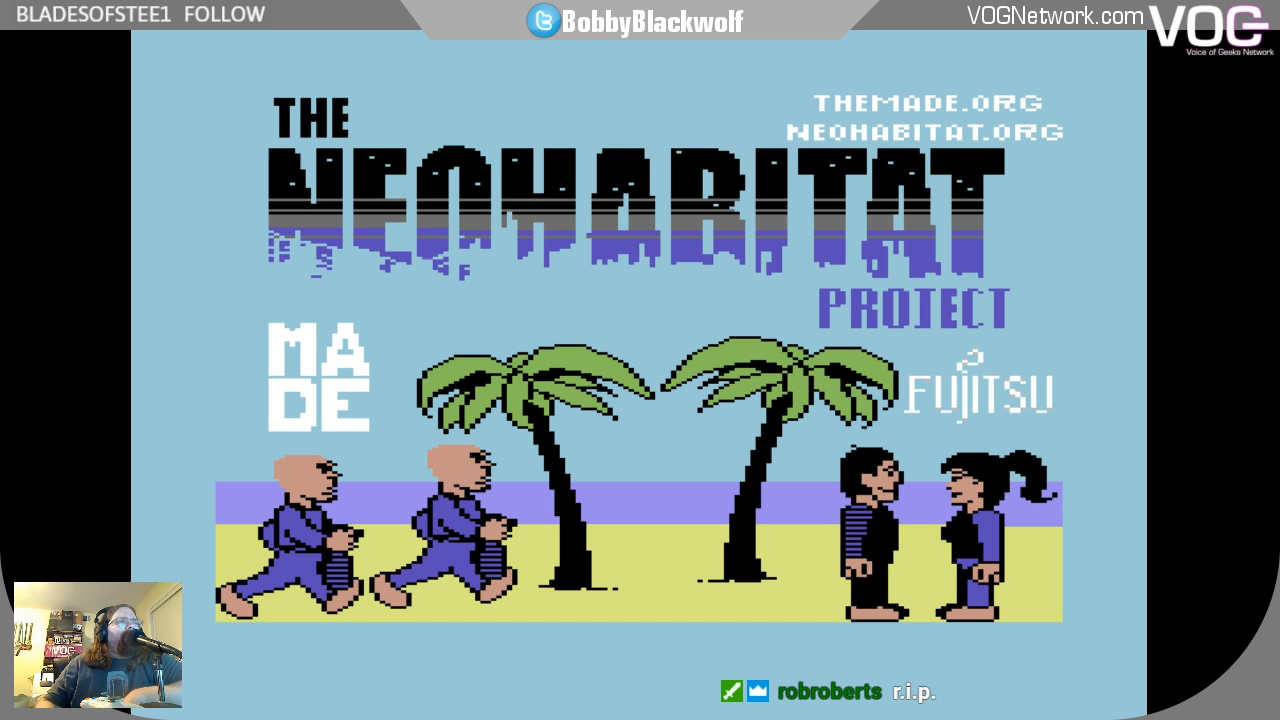 BLADESOFSTEE1 FOLLOW
BobbyBlackwolf
VOGNetwork.com
VOG
Voice of Geeks Network
THE
NEOHABITAT
PROJECT
THEMADE.ORG
NEOHABITAT.ORG
MA
DE
FUJITSU
VOG
robroberts r.i.p.